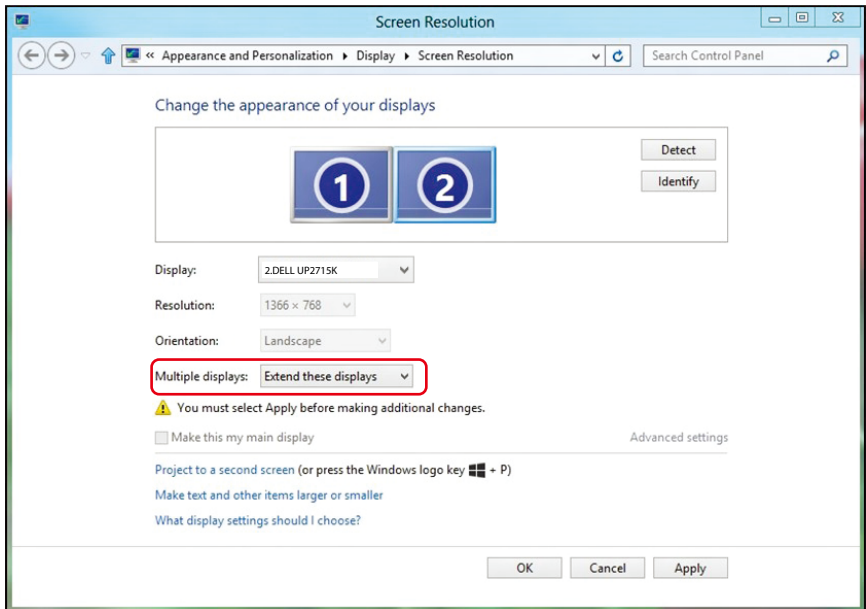 Screen Resolution
« Appearance and Personalization ▸ Display ▸ Screen Resolution
Search Control Panel
Change the appearance of your displays
1 2
Detect
Identify
Display: 2.DELL UP2715K
Resolution: 1366 × 768
Orientation: Landscape
Multiple displays: Extend these displays
You must select Apply before making additional changes.
Make this my main display Advanced settings
Project to a second screen (or press the Windows logo key + P)
Make text and other items larger or smaller
What display settings should I choose?
OK Cancel Apply